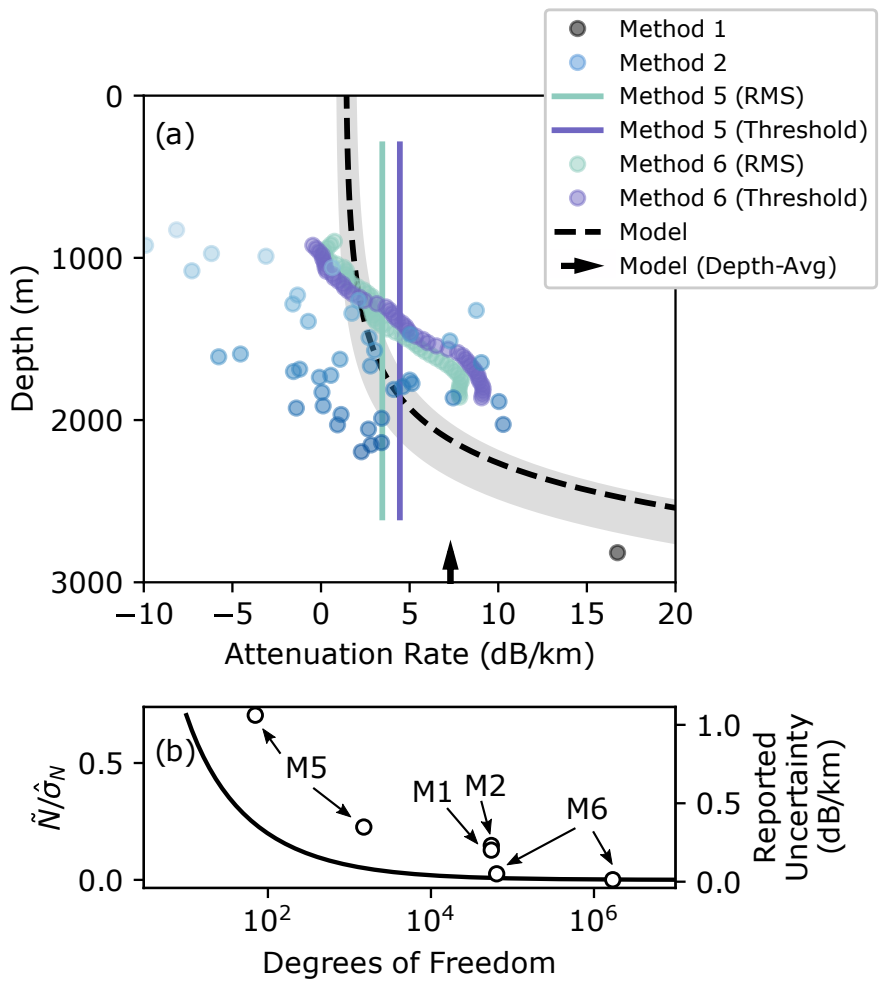 Method 1
Method 2
Method 5 (RMS)
Method 5 (Threshold)
Method 6 (RMS)
Method 6 (Threshold)
Model
Model (Depth-Avg)
(a)
0
1000
2000
3000
Depth (m)
−10
−5
0
5
10
15
20
Attenuation Rate (dB/km)
(b)
0.5
0.0
Ñ/σ̂_N
M5
M1
M2
M6
1.0
0.5
0.0
Reported
Uncertainty
(dB/km)
10²
10⁴
10⁶
Degrees of Freedom